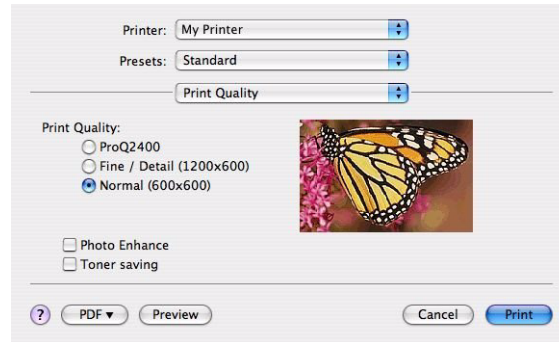 Printer: My Printer
Presets: Standard
Print Quality
Print Quality:
ProQ2400
Fine / Detail (1200x600)
Normal (600x600)
Photo Enhance
Toner saving
? PDF ▼ Preview Cancel Print